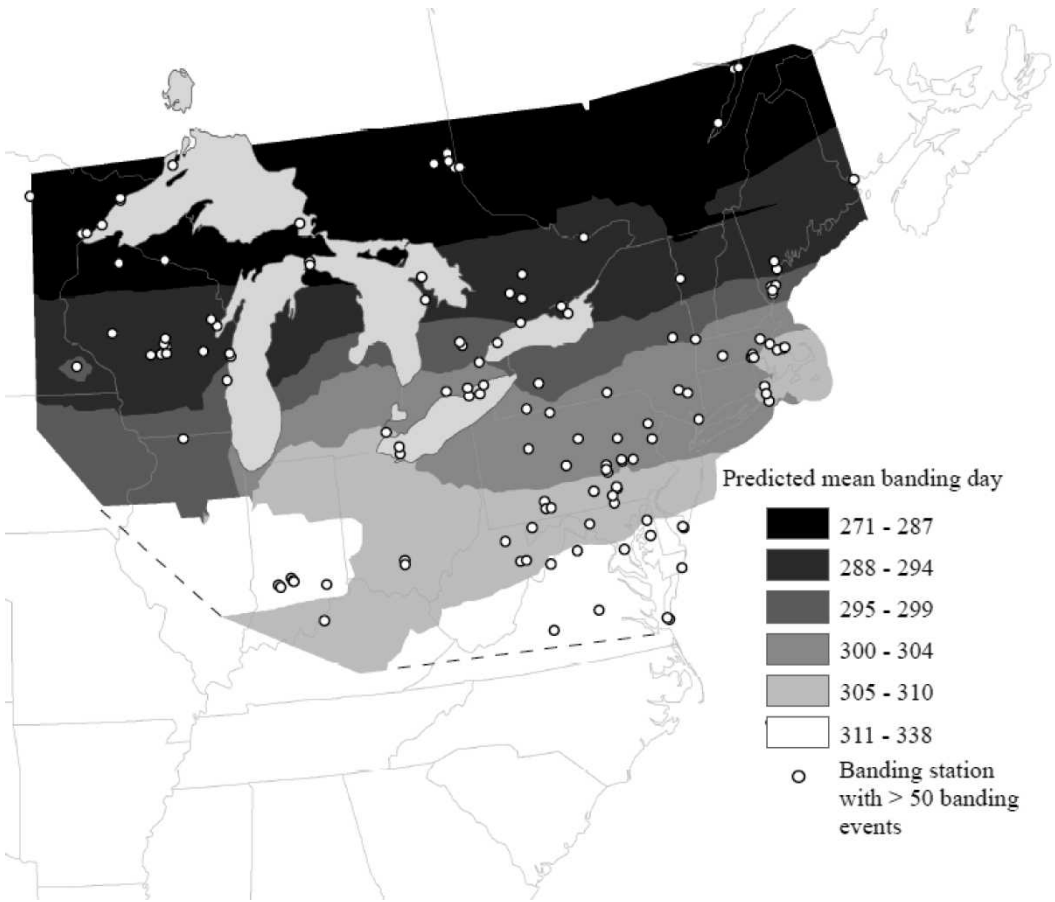 Predicted mean banding day
271 - 287
288 - 294
295 - 299
300 - 304
305 - 310
311 - 338
Banding station
with > 50 banding
events